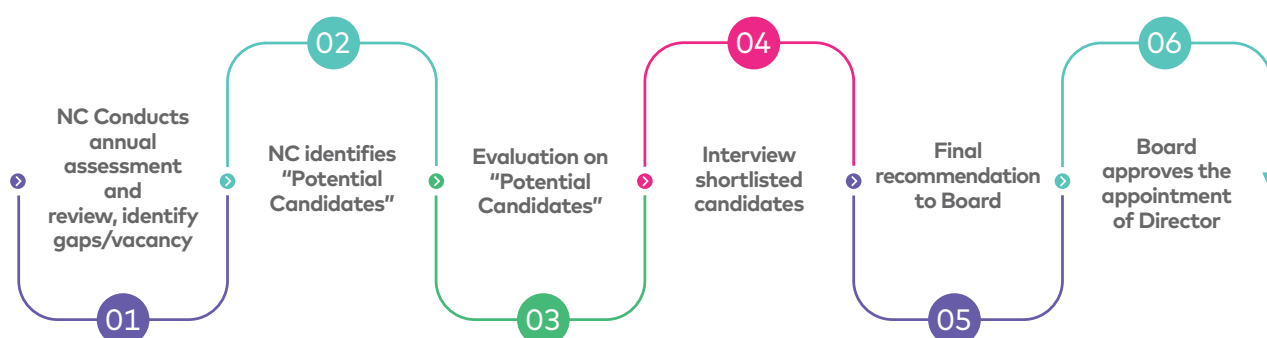 01
NC Conducts
annual
assessment
and
review, identify
gaps/vacancy
02
NC identifies
“Potential
Candidates”
03
Evaluation on
“Potential
Candidates”
04
Interview
shortlisted
candidates
05
Final
recommendation
to Board
06
Board
approves the
appointment
of Director